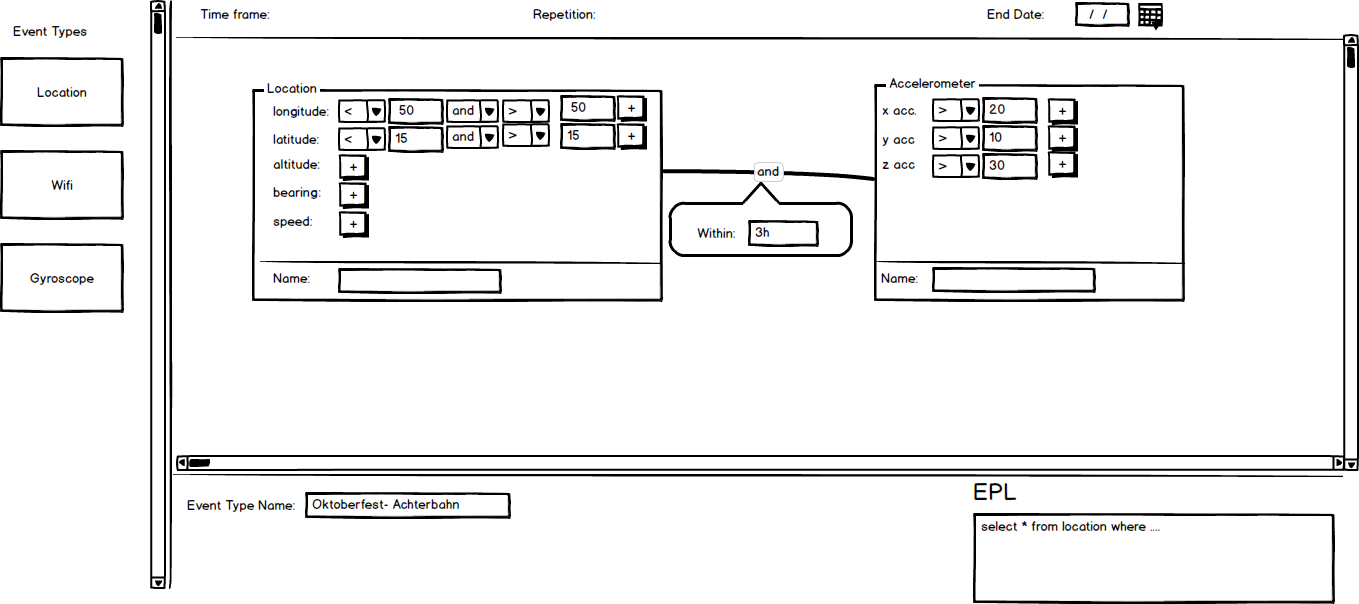 Time frame: Repetition: End Date: / /
Event Types
Location
Wifi
Gyroscope
Location
longitude: < 50 and > 50 +
latitude: < 15 and > 15 +
altitude: +
bearing: +
speed: +
Name:
and
Within: 3h
Accelerometer
x acc. > 20 +
y acc > 10 +
z acc > 30 +
Name:
Event Type Name: Oktoberfest- Achterbahn
EPL
select * from location where ....